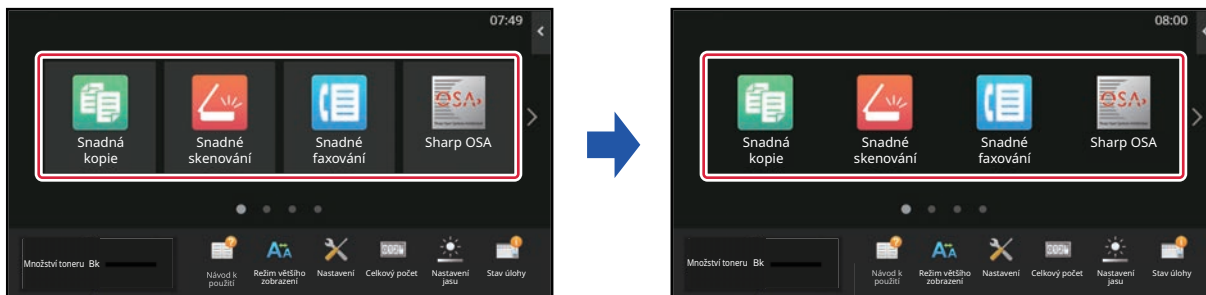 07:49
Snadná
kopie
Snadné
skenování
Snadné
faxování
OSA
Sharp OSA
Množství toneru Bk
Návod k
použití
Režim většího
zobrazení
Nastavení
Celkový počet
Nastavení
jasu
Stav úlohy
08:00
Snadná
kopie
Snadné
skenování
Snadné
faxování
OSA
Sharp OSA
Množství toneru Bk
Návod k
použití
Režim většího
zobrazení
Nastavení
Celkový počet
Nastavení
jasu
Stav úlohy